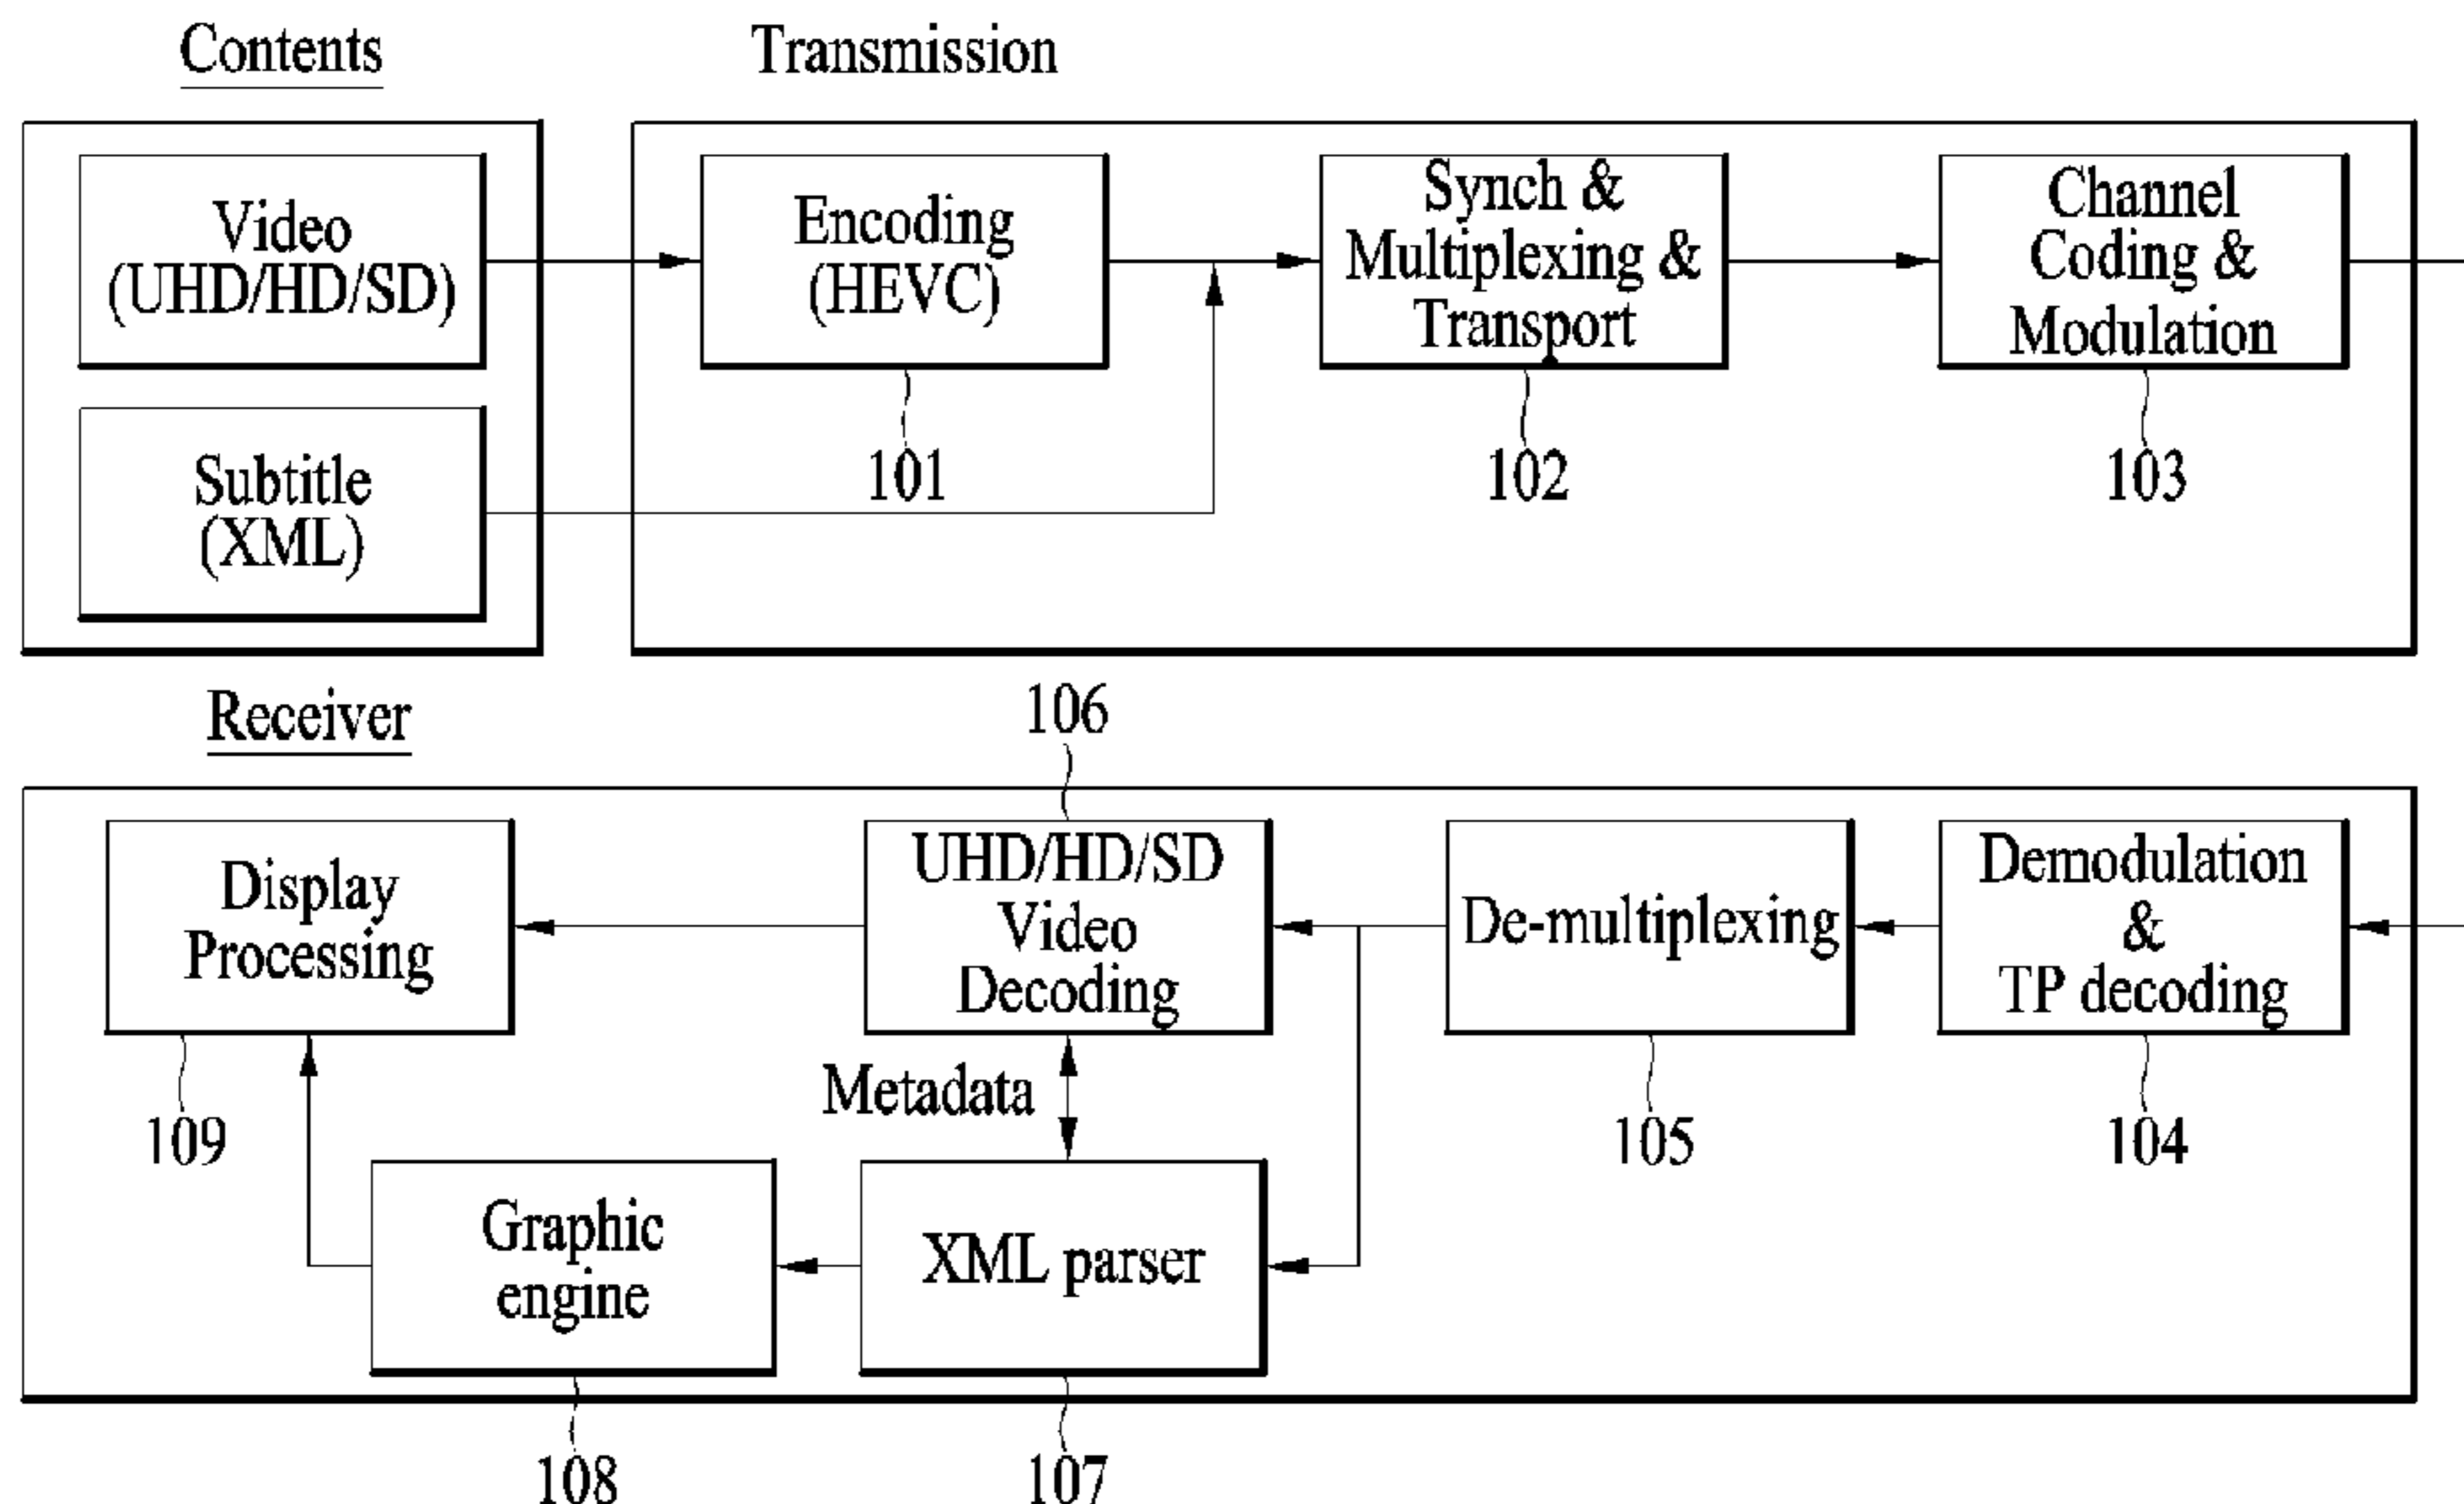 Contents
Transmission
Video
(UHD/HD/SD)
Encoding
(HEVC)
Synch &
Multiplexing &
Transport
Channel
Coding &
Modulation
Subtitle
(XML)
101
102
103
Receiver
106
Display
Processing
UHD/HD/SD
Video
Decoding
De-multiplexing
Demodulation
&
TP decoding
Metadata
109
105
104
Graphic
engine
XML parser
108
107